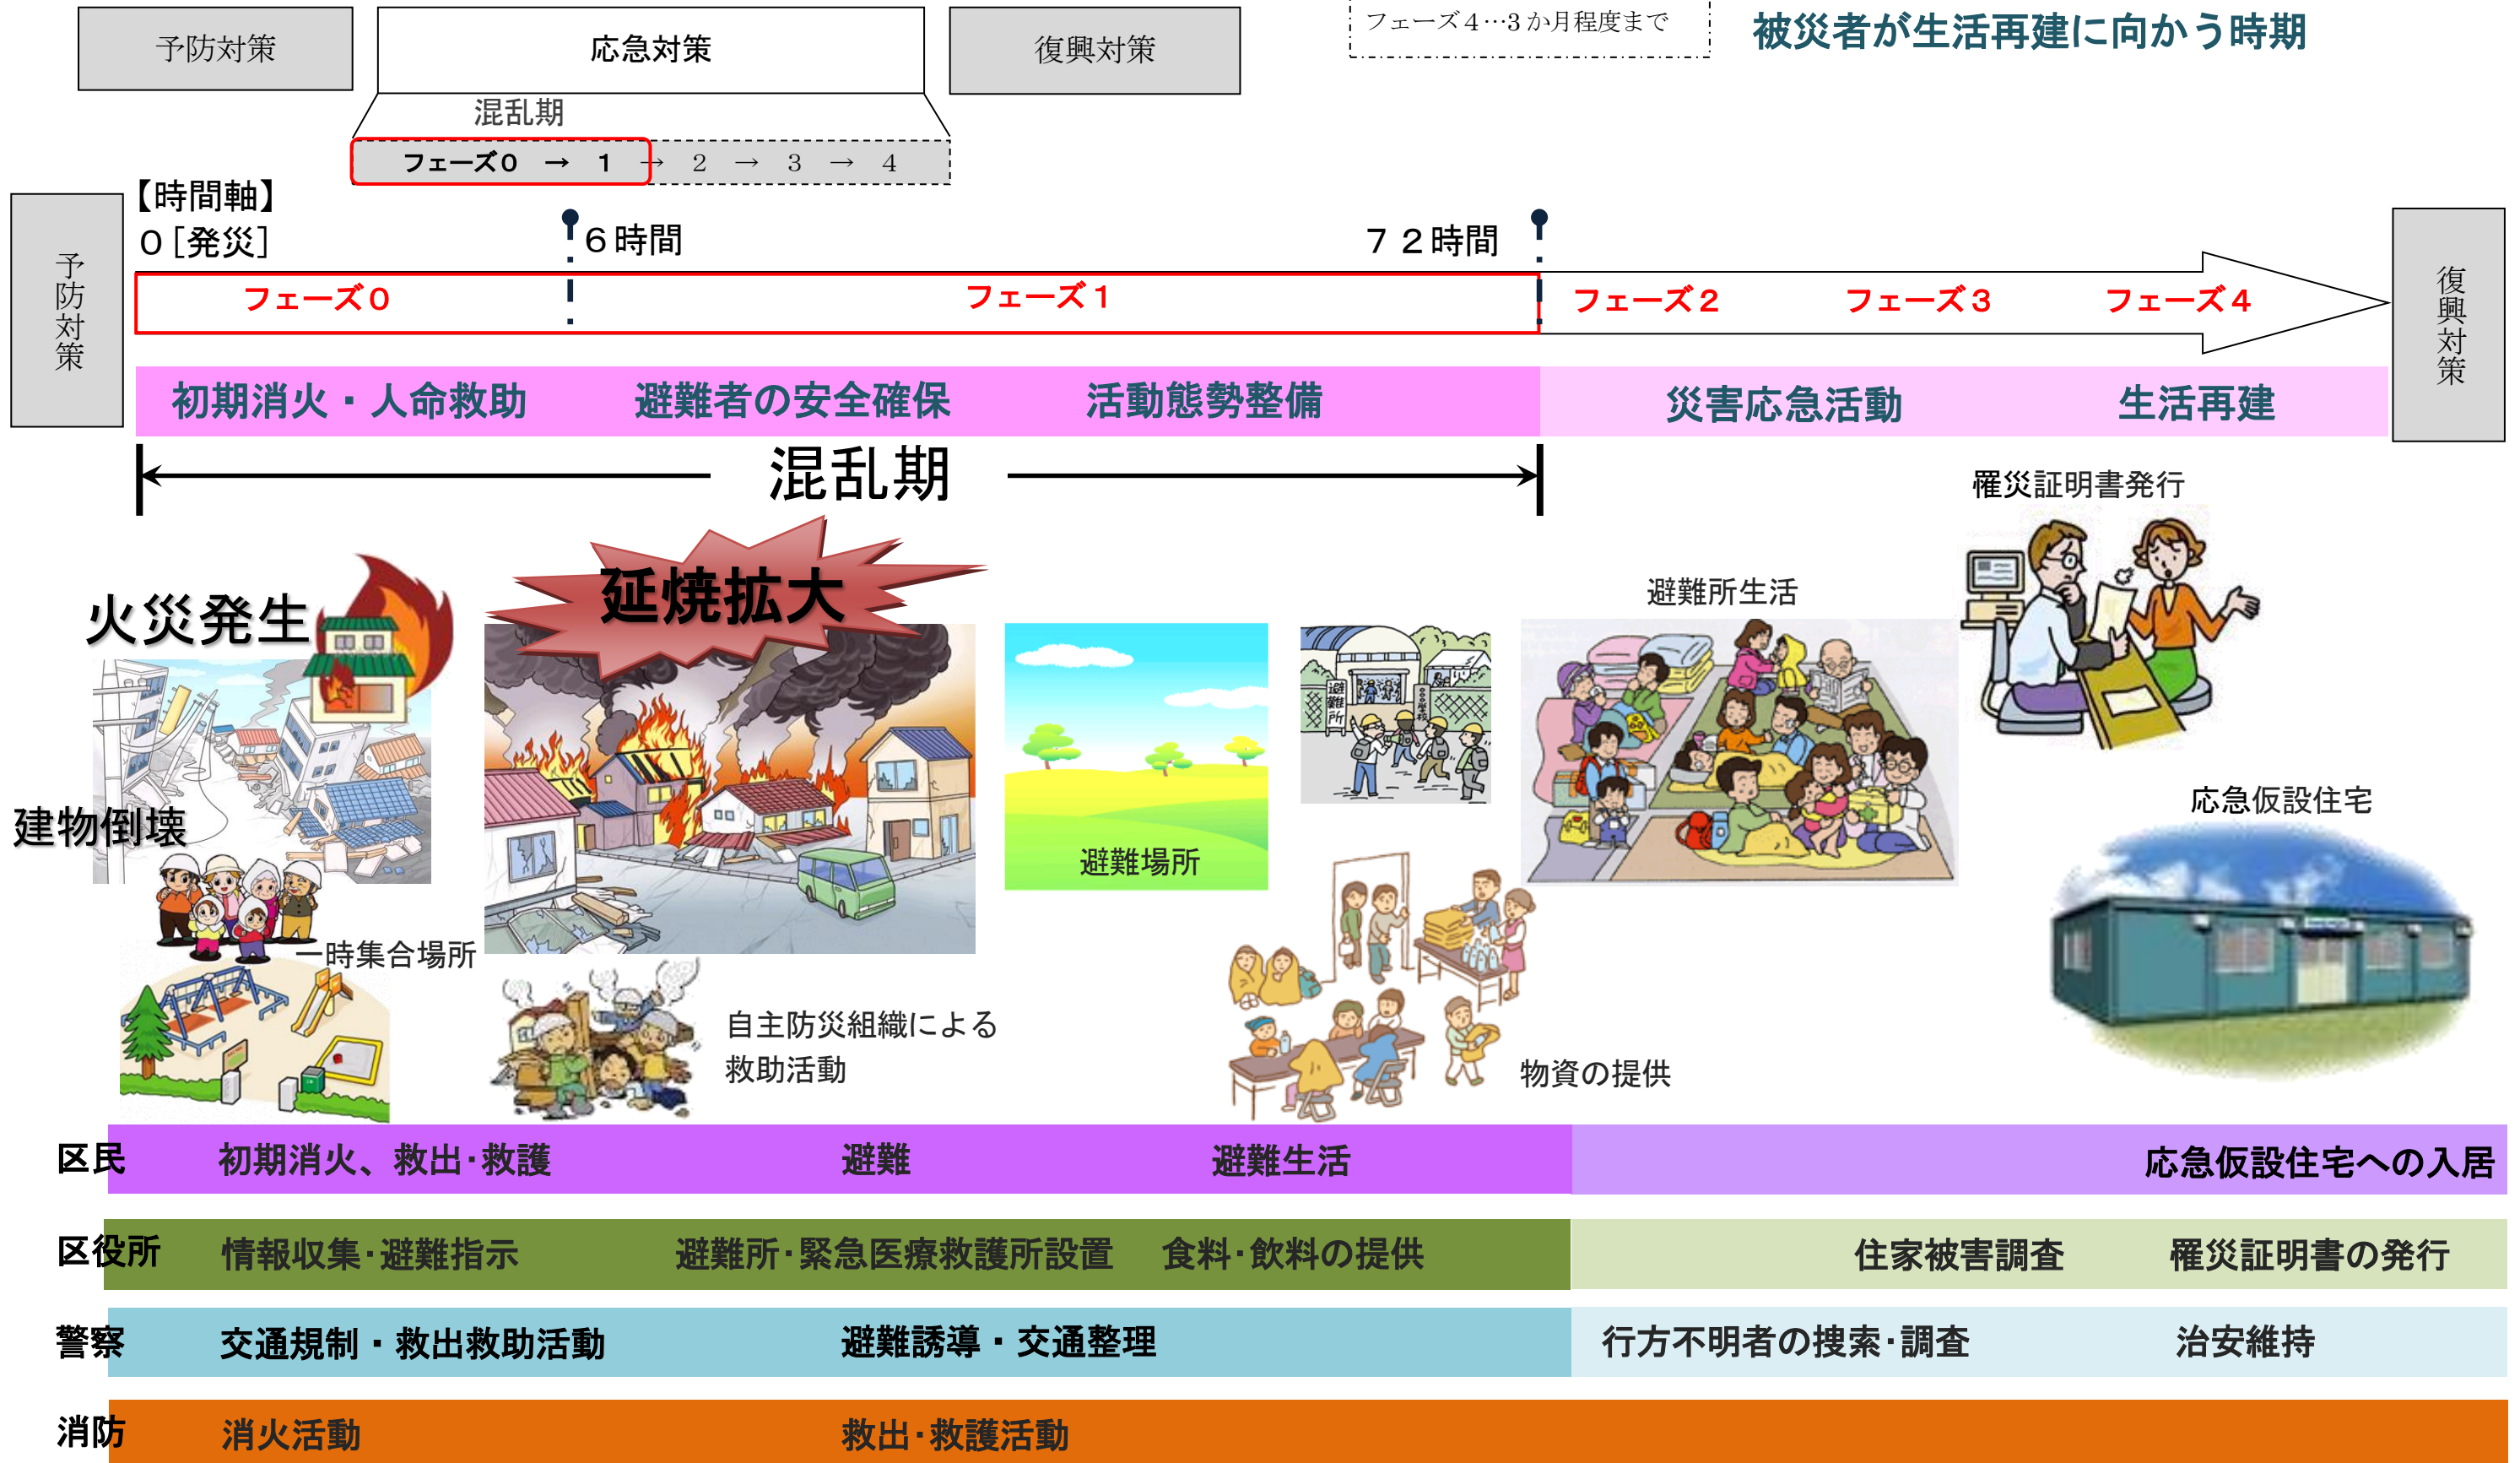 予防対策
応急対策
復興対策
フェーズ４…3か月程度まで
被災者が生活再建に向かう時期
混乱期
フェーズ０ → １ → ２ → ３ → ４
【時間軸】
０［発災］
６時間
７２時間
予防対策
フェーズ０
フェーズ１
フェーズ２
フェーズ３
フェーズ４
復興対策
初期消火・人命救助
避難者の安全確保
活動態勢整備
災害応急活動
生活再建
混乱期
罹災証明書発行
火災発生
延焼拡大
避難所生活
避難所
学校
建物倒壊
避難場所
応急仮設住宅
一時集合場所
自主防災組織による
救助活動
物資の提供
区民
初期消火、救出・救護
避難
避難生活
応急仮設住宅への入居
区役所
情報収集・避難指示
避難所・緊急医療救護所設置
食料・飲料の提供
住家被害調査
罹災証明書の発行
警察
交通規制・救出救助活動
避難誘導・交通整理
行方不明者の捜索・調査
治安維持
消防
消火活動
救出・救護活動